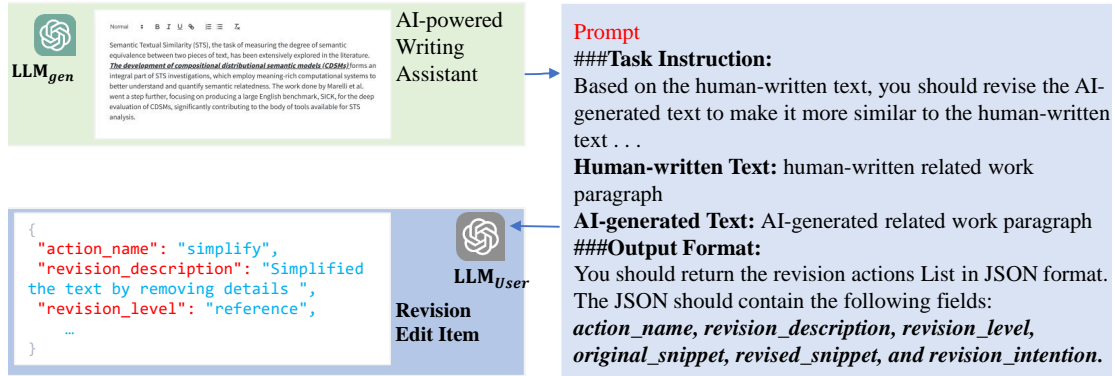 LLM_gen
Normal B I U
Semantic Textual Similarity (STS), the task of measuring the degree of semantic
equivalence between two pieces of text, has been extensively explored in the literature.
The development of compositional distributional semantic models (CDSMs) forms an
integral part of STS investigations, which employ meaning-rich computational systems to
better understand and quantify semantic relatedness. The work done by Marelli et al.
went a step further, focusing on producing a large English benchmark, SICK, for the deep
evaluation of CDSMs, significantly contributing to the body of tools available for STS
analysis.
AI-powered
Writing
Assistant
Prompt
###Task Instruction:
Based on the human-written text, you should revise the AI-
generated text to make it more similar to the human-written
text . . .
Human-written Text: human-written related work
paragraph
AI-generated Text: AI-generated related work paragraph
###Output Format:
You should return the revision actions List in JSON format.
The JSON should contain the following fields:
action_name, revision_description, revision_level,
original_snippet, revised_snippet, and revision_intention.
{
"action_name": "simplify",
"revision_description": "Simplified
the text by removing details ",
"revision_level": "reference",
…
}
LLM_User
Revision
Edit Item